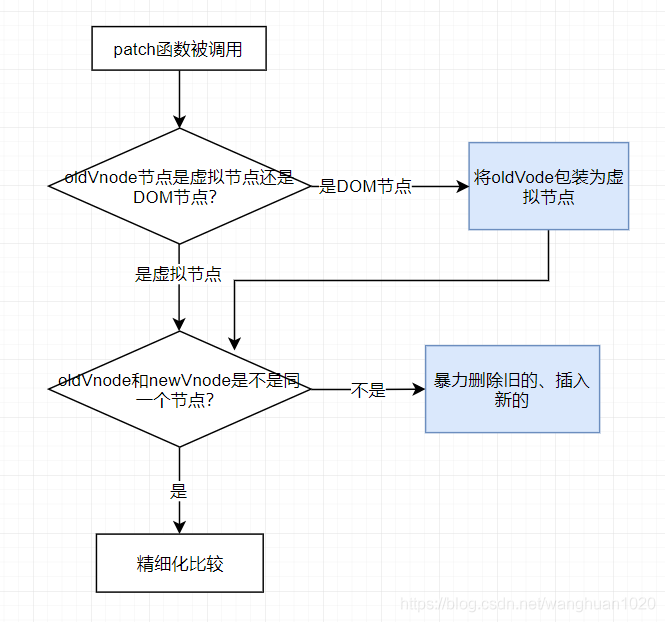 patch函数被调用
oldVnode节点是虚拟节点还是
DOM节点？
是DOM节点
将oldVode包装为虚
拟节点
是虚拟节点
oldVnode和newVnode是不是同
一个节点？
不是
暴力删除旧的、插入
新的
是
精细化比较
https://blog.csdn.net/wanghuan1020